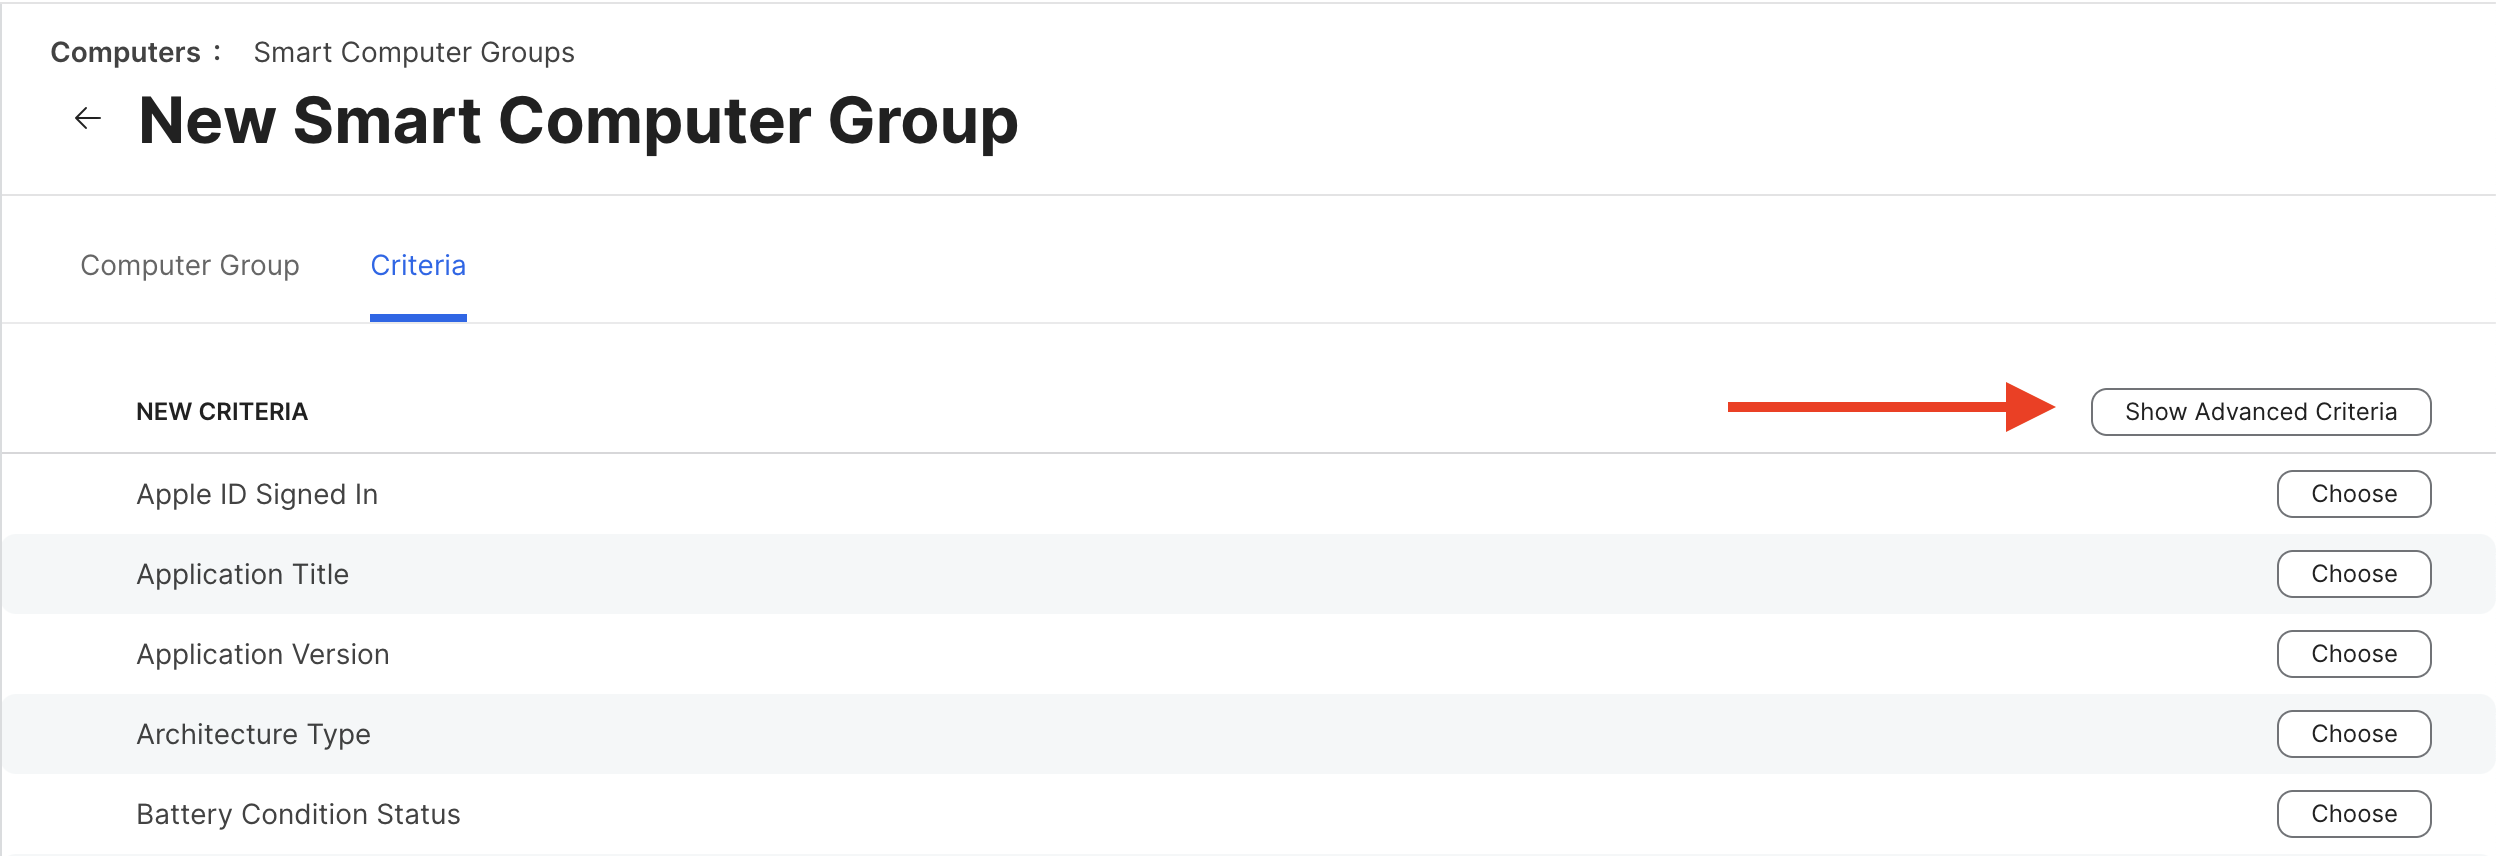 Computers : Smart Computer Groups
New Smart Computer Group
Computer Group Criteria
NEW CRITERIA Show Advanced Criteria
Apple ID Signed In Choose
Application Title Choose
Application Version Choose
Architecture Type Choose
Battery Condition Status Choose